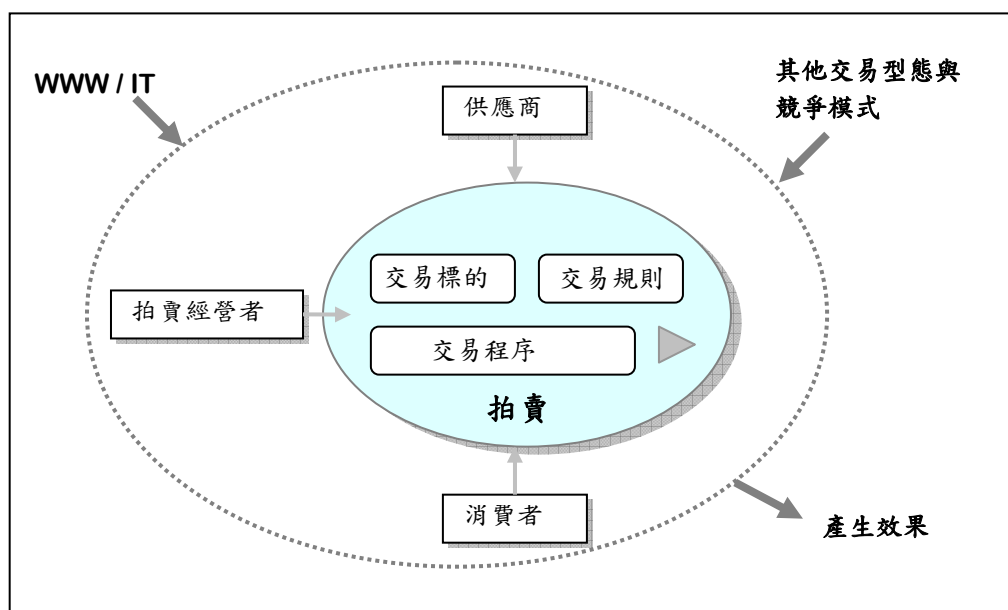 WWW / IT
其他交易型態與
競爭模式
供應商
交易標的
交易規則
拍賣經營者
交易程序
拍賣
消費者
產生效果